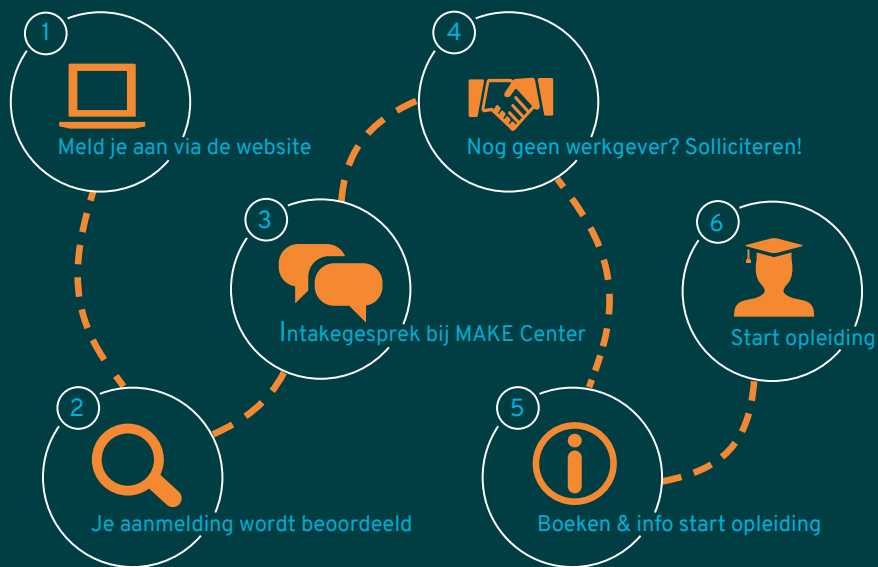 1
Meld je aan via de website
2
Je aanmelding wordt beoordeeld
3
Intakegesprek bij MAKE Center
4
Nog geen werkgever? Solliciteren!
5
Boeken & info start opleiding
6
Start opleiding